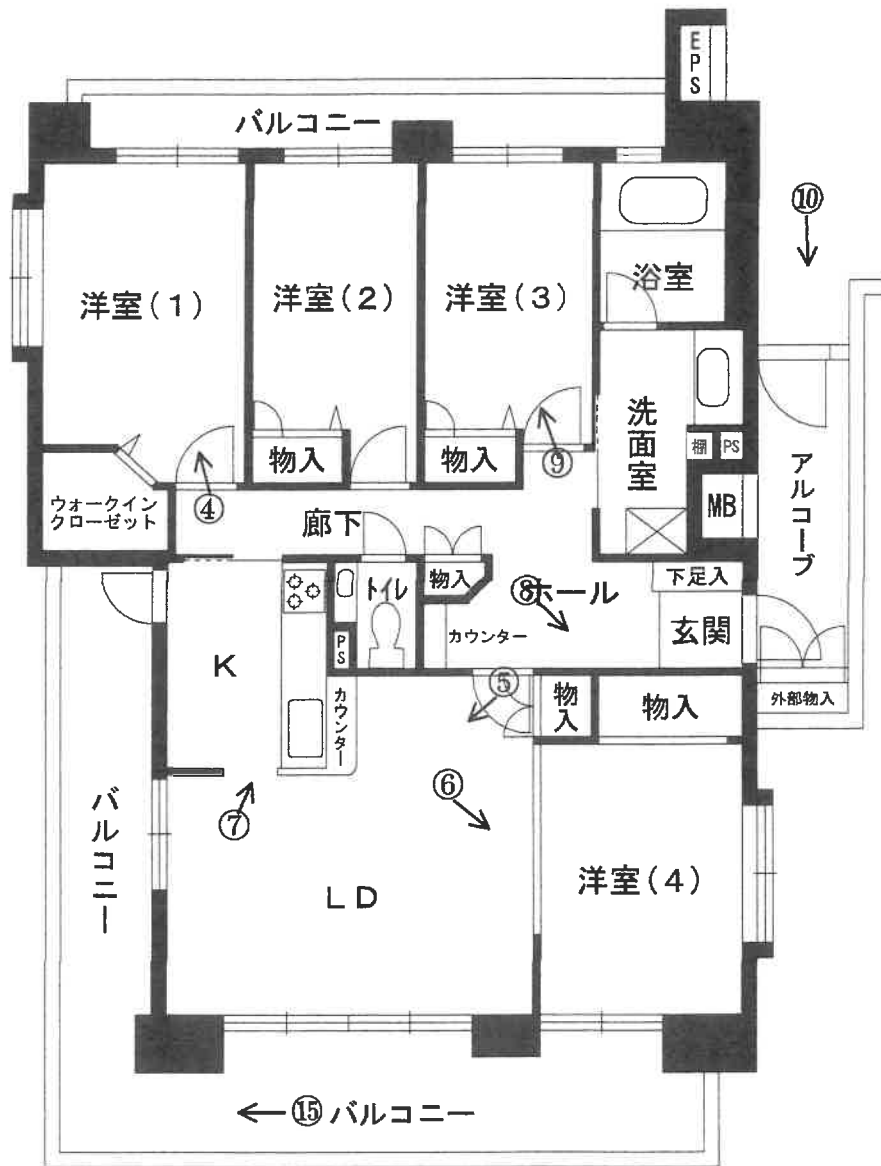 EPS
バルコニー
⑩
洋室(1)
洋室(2)
洋室(3)
浴室
洗面室
棚
PS
物入
物入
⑨
④
ウォークイン
クローゼット
廊下
MB
アルコーブ
トイレ
物入
⑧
ホール
下足入
カウンター
玄関
PS
K
カウンター
⑤
物入
物入
外部物入
⑥
⑦
バルコニー
LD
洋室(4)
⑮
バルコニー